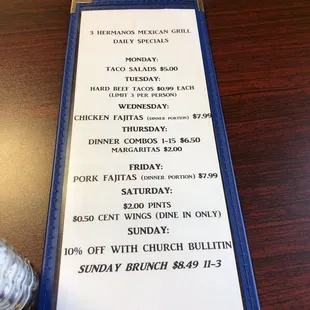 3 HERMANOS MEXICAN GRILL
DAILY SPECIALS
MONDAY:
TACO SALADS $5.00
TUESDAY:
HARD BEEF TACOS $0.99 EACH
(LIMIT 3 PER PERSON)
WEDNESDAY:
CHICKEN FAJITAS (DINNER PORTION) $7.99
THURSDAY:
DINNER COMBOS 1-15 $6.50
MARGARITAS $2.00
FRIDAY:
PORK FAJITAS (DINNER PORTION) $7.99
SATURDAY:
$2.00 PINTS
$0.50 CENT WINGS (DINE IN ONLY)
SUNDAY:
10% OFF WITH CHURCH BULLITIN
SUNDAY BRUNCH $8.49 11-3